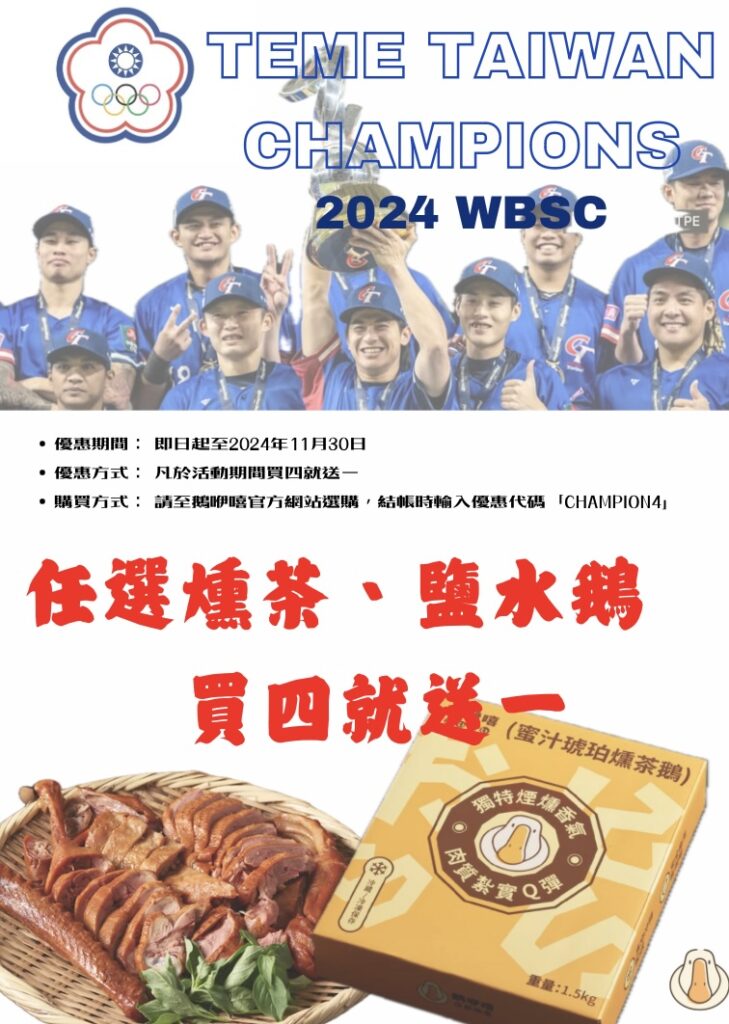 TEME TAIWAN
CHAMPIONS
2024 WBSC
TPE
• 優惠期間： 即日起至2024年11月30日
• 優惠方式： 凡於活動期間買四就送一
• 購買方式： 請至鵝咿嘻官方網站選購，結帳時輸入優惠代碼「CHAMPION4」
任選燻茶、鹽水鵝
買四就送一
嘻
(蜜汁琥珀燻茶鵝)
獨特煙燻香氣
肉質紮實Q彈
重量:1.5kg